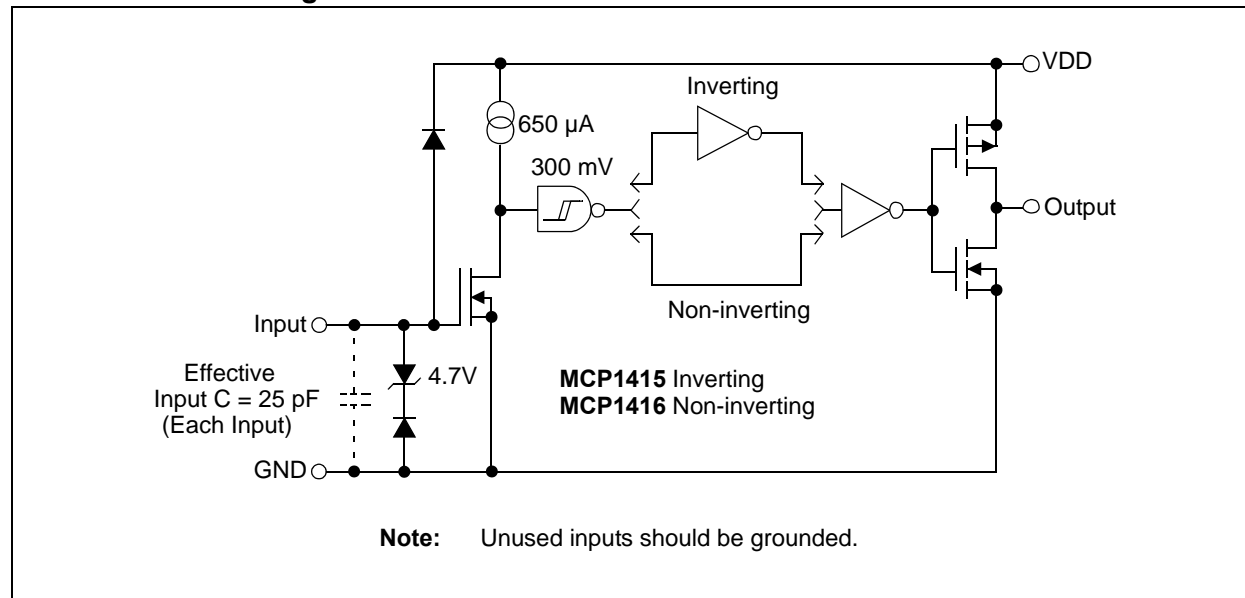 VDD
Inverting
650 µA
300 mV
Output
Non-inverting
Input
Effective
Input C = 25 pF
(Each Input)
4.7V
MCP1415 Inverting
MCP1416 Non-inverting
GND
Note: Unused inputs should be grounded.